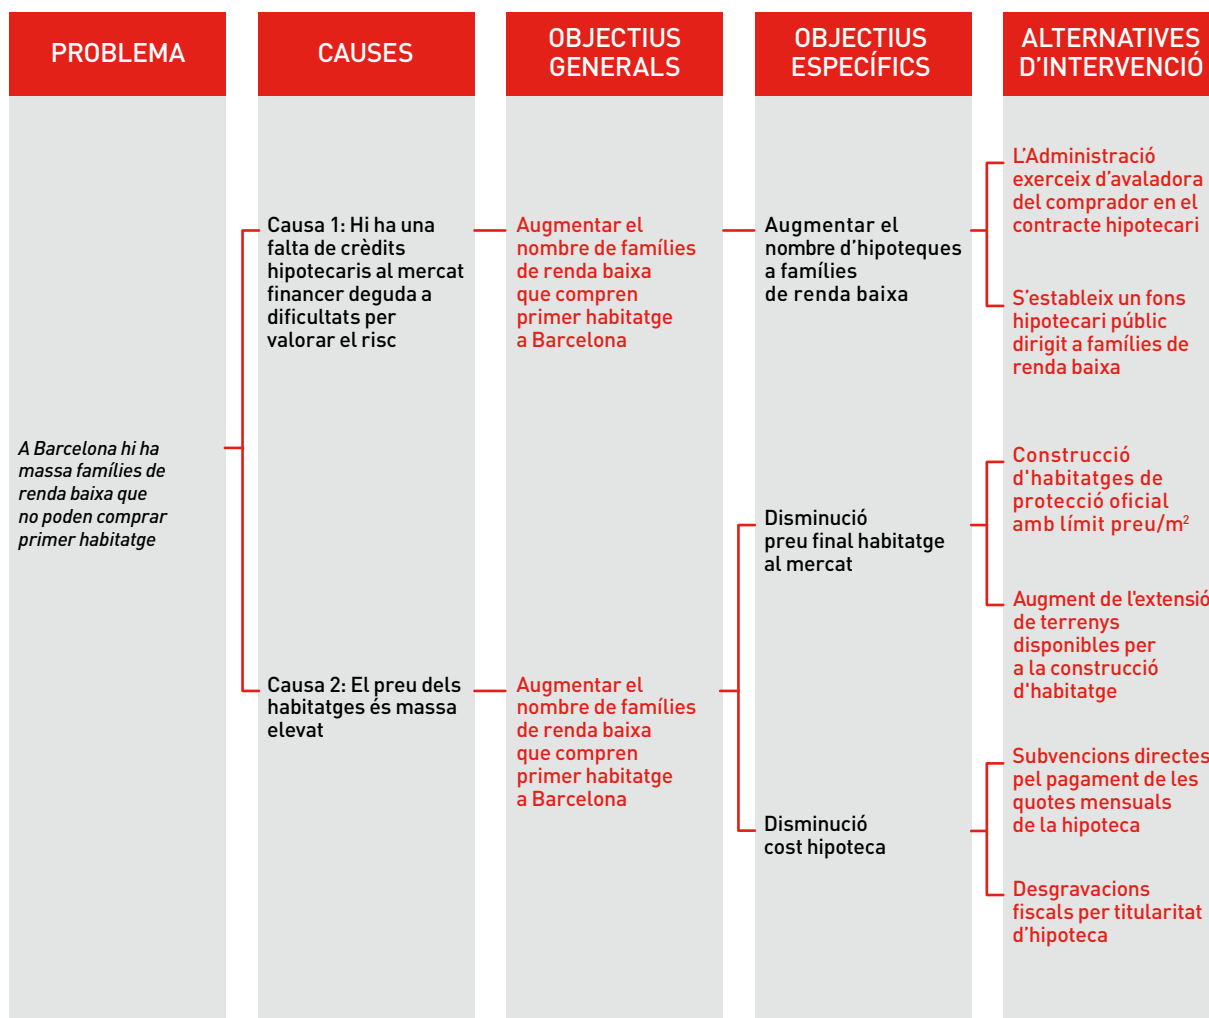 PROBLEMA
CAUSES
OBJECTIUS
GENERALS
OBJECTIUS
ESPECÍFICS
ALTERNATIVES
D'INTERVENCIÓ
A Barcelona hi ha
massa famílies de
renda baixa que
no poden comprar
primer habitatge
Causa 1: Hi ha una
falta de crèdits
hipotecaris al mercat
financer deguda a
dificultats per
valorar el risc
Augmentar el
nombre de famílies
de renda baixa
que compren
primer habitatge
a Barcelona
Augmentar el
nombre d'hipoteques
a famílies
de renda baixa
L'Administració
exerceix d'avaladora
del comprador en el
contracte hipotecari
S'estableix un fons
hipotecari públic
dirigit a famílies de
renda baixa
Causa 2: El preu dels
habitatges és massa
elevat
Augmentar el
nombre de famílies
de renda baixa
que compren
primer habitatge
a Barcelona
Disminució
preu final habitatge
al mercat
Construcció
d'habitatges de
protecció oficial
amb límit preu/m²
Augment de l'extensió
de terrenys
disponibles per
a la construcció
d'habitatge
Disminució
cost hipoteca
Subvencions directes
pel pagament de les
quotes mensuals
de la hipoteca
Desgravacions
fiscals per titularitat
d'hipoteca